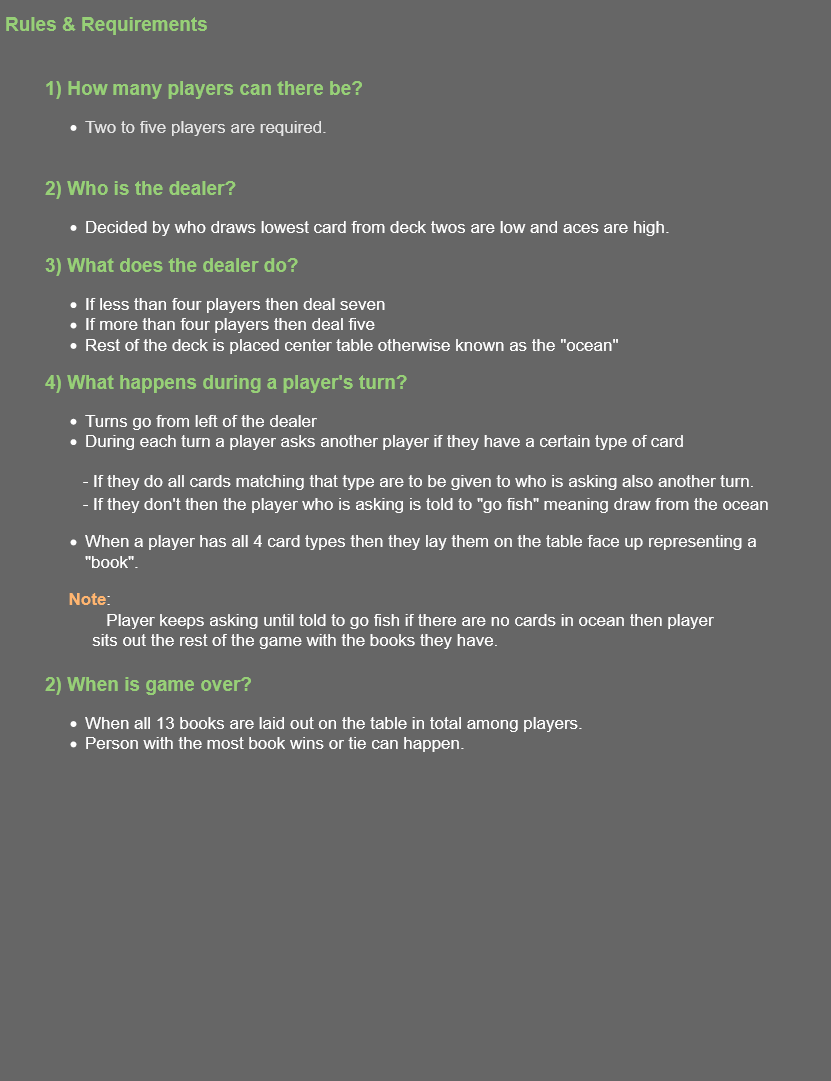 Rules & Requirements
1) How many players can there be?
• Two to five players are required.
2) Who is the dealer?
• Decided by who draws lowest card from deck twos are low and aces are high.
3) What does the dealer do?
• If less than four players then deal seven
• If more than four players then deal five
• Rest of the deck is placed center table otherwise known as the "ocean"
4) What happens during a player's turn?
• Turns go from left of the dealer
• During each turn a player asks another player if they have a certain type of card
- If they do all cards matching that type are to be given to who is asking also another turn.
- If they don't then the player who is asking is told to "go fish" meaning draw from the ocean
• When a player has all 4 card types then they lay them on the table face up representing a
"book".
Note:
Player keeps asking until told to go fish if there are no cards in ocean then player
sits out the rest of the game with the books they have.
2) When is game over?
• When all 13 books are laid out on the table in total among players.
• Person with the most book wins or tie can happen.